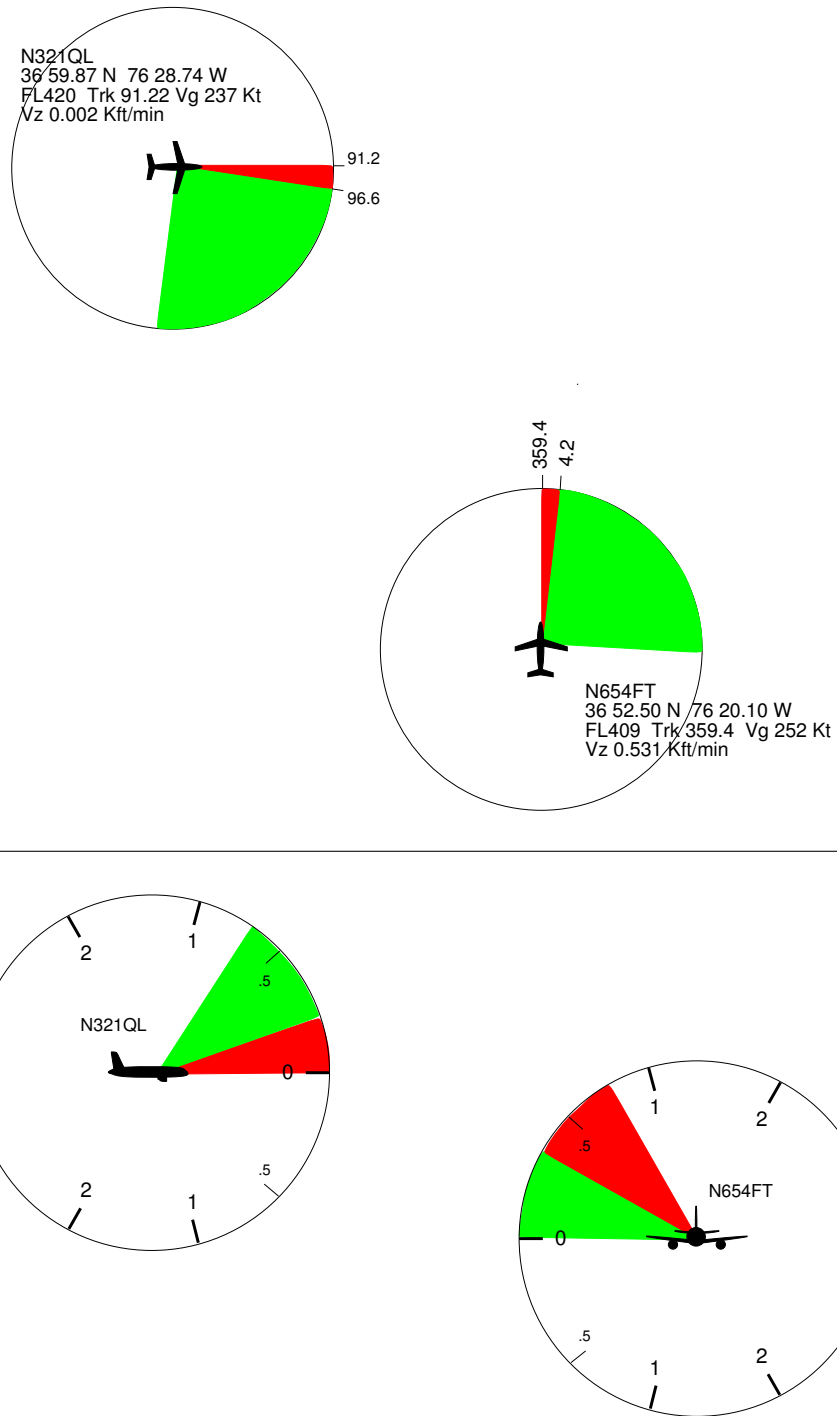 N321QL
36 59.87 N 76 28.74 W
FL420 Trk 91.22 Vg 237 Kt
Vz 0.002 Kft/min
91.2
96.6
359.4
4.2
N654FT
36 52.50 N 76 20.10 W
FL409 Trk 359.4 Vg 252 Kt
Vz 0.531 Kft/min
2
1
.5
N321QL
0
.5
2
1
1
2
.5
N654FT
0
.5
1
2